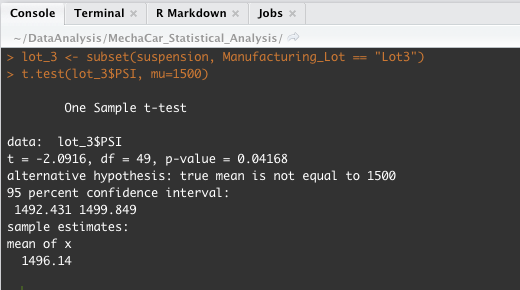 Console Terminal × R Markdown × Jobs ×
~/DataAnalysis/MechaCar_Statistical_Analysis/
> lot_3 <- subset(suspension, Manufacturing_Lot == "Lot3")
> t.test(lot_3$PSI, mu=1500)
One Sample t-test
data:  lot_3$PSI
t = -2.0916, df = 49, p-value = 0.04168
alternative hypothesis: true mean is not equal to 1500
95 percent confidence interval:
1492.431 1499.849
sample estimates:
mean of x
1496.14